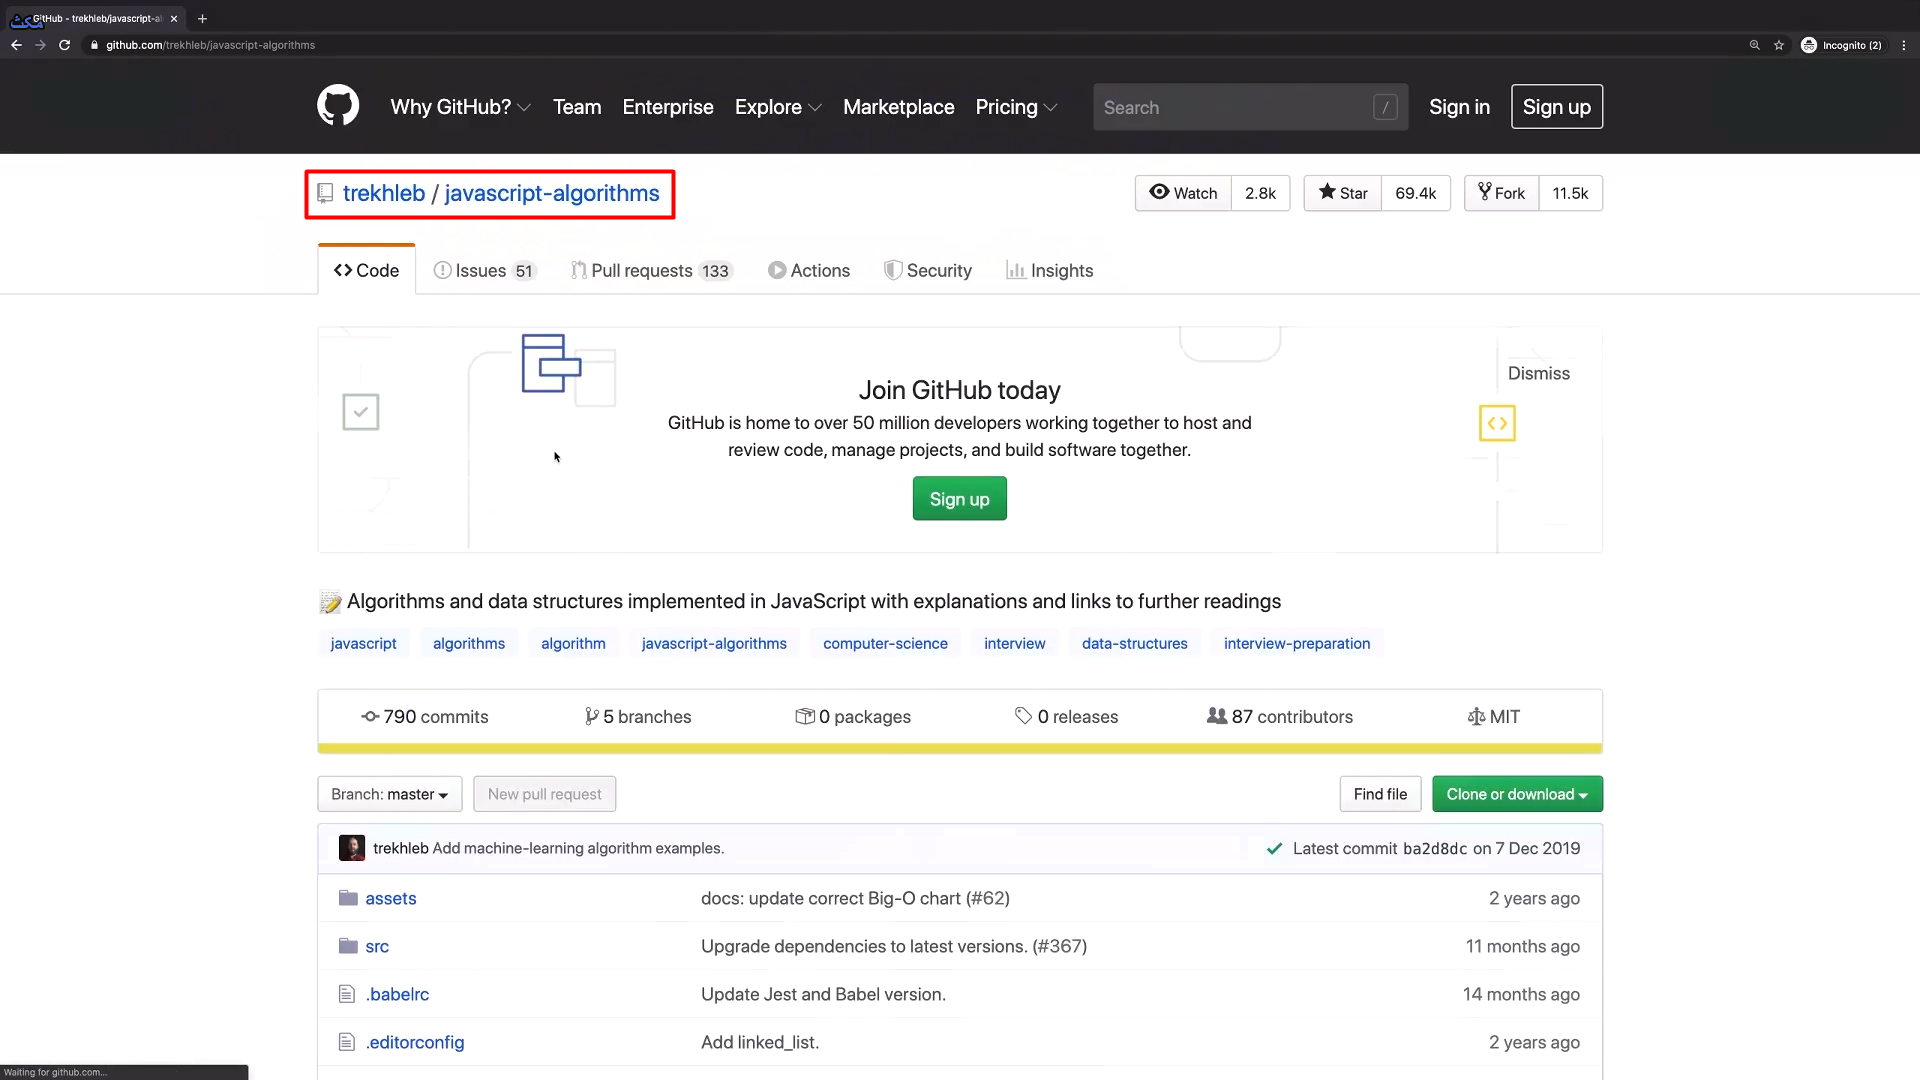 GitHub - trekhleb/javascript-al
مکث
github.com/trekhleb/javascript-algorithms
Incognito (2)
Why GitHub? Team Enterprise Explore Marketplace Pricing Search / Sign in Sign up
trekhleb / javascript-algorithms
Watch 2.8k Star 69.4k Fork 11.5k
Code Issues 51 Pull requests 133 Actions Security Insights
Join GitHub today
Dismiss
GitHub is home to over 50 million developers working together to host and
review code, manage projects, and build software together.
Sign up
Algorithms and data structures implemented in JavaScript with explanations and links to further readings
javascript algorithms algorithm javascript-algorithms computer-science interview data-structures interview-preparation
790 commits 5 branches 0 packages 0 releases 87 contributors MIT
Branch: master New pull request Find file Clone or download
trekhleb Add machine-learning algorithm examples. Latest commit ba2d8dc on 7 Dec 2019
assets docs: update correct Big-O chart (#62) 2 years ago
src Upgrade dependencies to latest versions. (#367) 11 months ago
.babelrc Update Jest and Babel version. 14 months ago
.editorconfig Add linked_list. 2 years ago
Waiting for github.com...